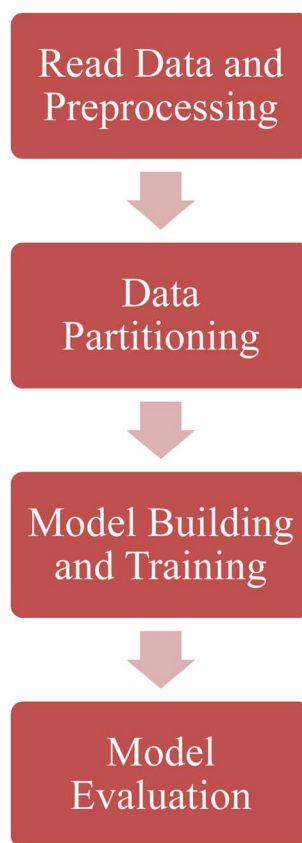 Read Data and
Preprocessing
Data
Partitioning
Model Building
and Training
Model
Evaluation